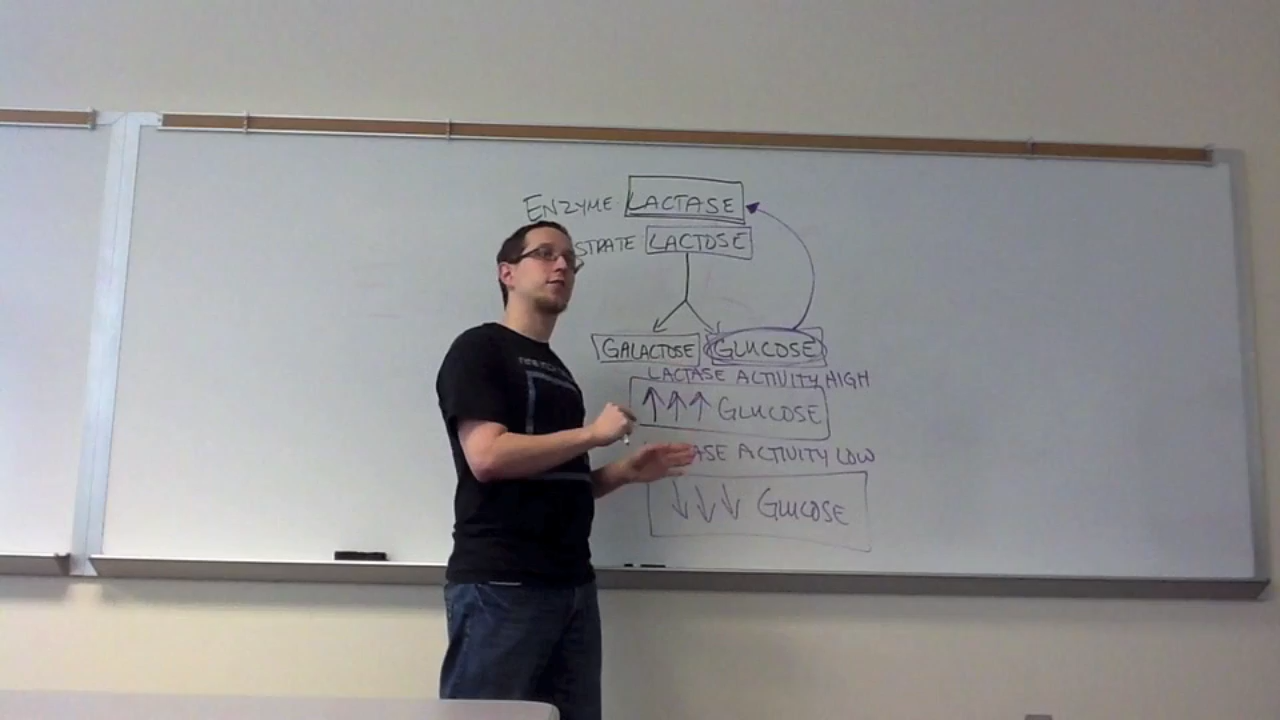 ENZYME LACTASE
STRATE LACTOSE
GALACTOSE GLUCOSE
LACTASE ACTIVITY HIGH
↑↑↑ GLUCOSE
ASE ACTIVITY LOW
↓↓↓ GLUCOSE